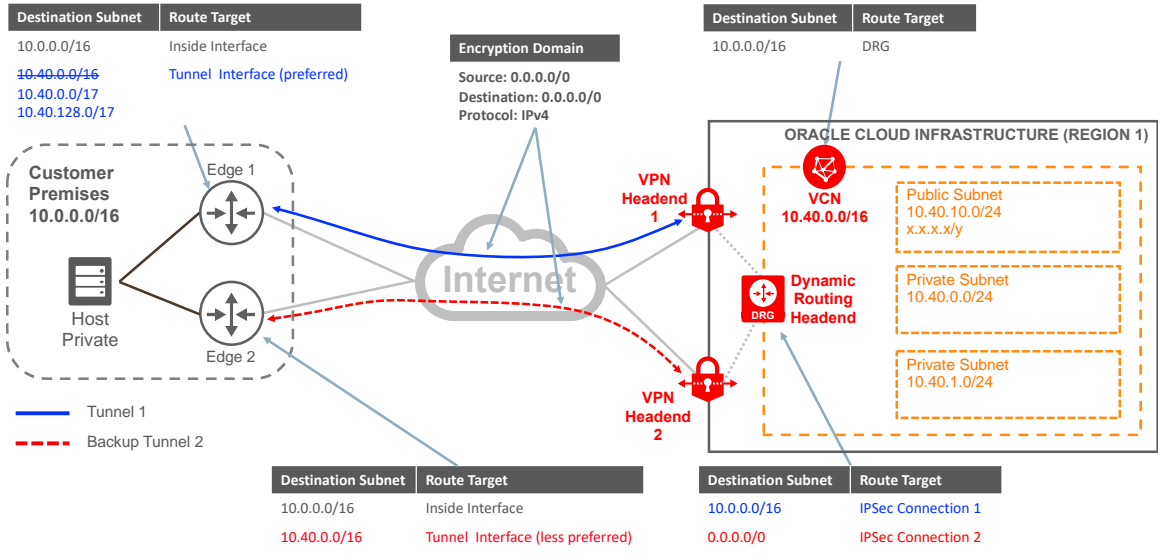 Destination Subnet Route Target
10.0.0.0/16 Inside Interface
10.40.0.0/16 Tunnel Interface (preferred)
10.40.0.0/17
10.40.128.0/17
Encryption Domain
Source: 0.0.0.0/0
Destination: 0.0.0.0/0
Protocol: IPv4
Destination Subnet Route Target
10.0.0.0/16 DRG
ORACLE CLOUD INFRASTRUCTURE (REGION 1)
Customer
Premises
10.0.0.0/16
Edge 1
Host
Private
Edge 2
Internet
VPN
Headend
1
VCN
10.40.0.0/16
Public Subnet
10.40.10.0/24
x.x.x.x/y
Dynamic
Routing
Headend
DRG
Private Subnet
10.40.0.0/24
Private Subnet
10.40.1.0/24
VPN
Headend
2
Tunnel 1
Backup Tunnel 2
Destination Subnet Route Target
10.0.0.0/16 Inside Interface
10.40.0.0/16 Tunnel Interface (less preferred)
Destination Subnet Route Target
10.0.0.0/16 IPSec Connection 1
0.0.0.0/0 IPSec Connection 2